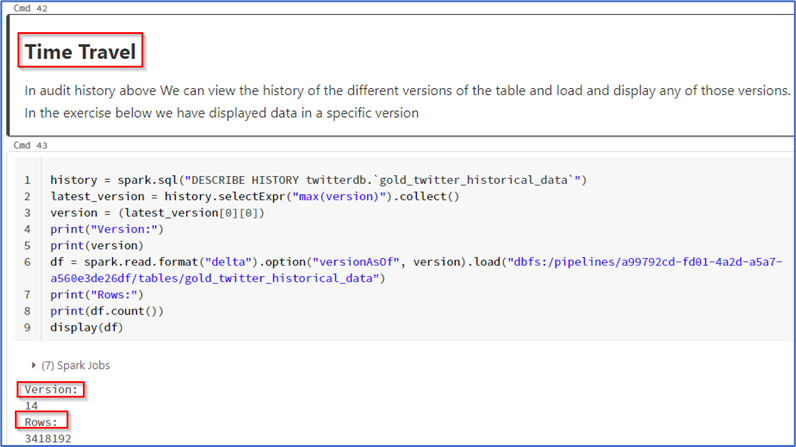 Cmd 42
Time Travel
In audit history above We can view the history of the different versions of the table and load and display any of those versions.
In the exercise below we have displayed data in a specific version
Cmd 43
1 history = spark.sql("DESCRIBE HISTORY twitterdb.`gold_twitter_historical_data`")
2 latest_version = history.selectExpr("max(version)").collect()
3 version = (latest_version[0][0])
4 print("Version:")
5 print(version)
6 df = spark.read.format("delta").option("versionAsOf", version).load("dbfs:/pipelines/a99792cd-fd01-4a2d-a5a7-
a560e3de26df/tables/gold_twitter_historical_data")
7 print("Rows:")
8 print(df.count())
9 display(df)
(7) Spark Jobs
Version:
14
Rows:
3418192